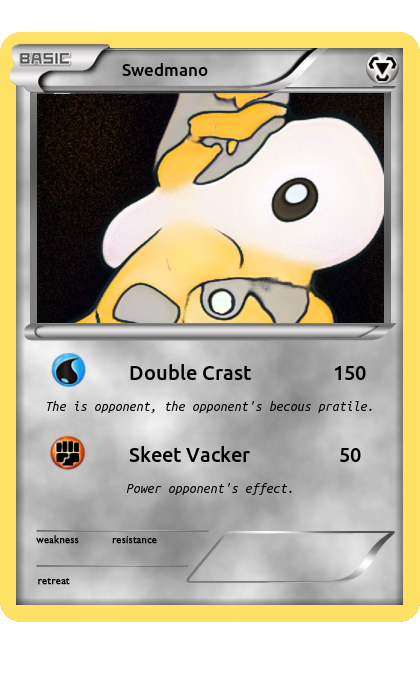 BASIC
Swedmano
Double Crast 150
The is opponent, the opponent's becous pratile.
Skeet Vacker 50
Power opponent's effect.
weakness resistance
retreat